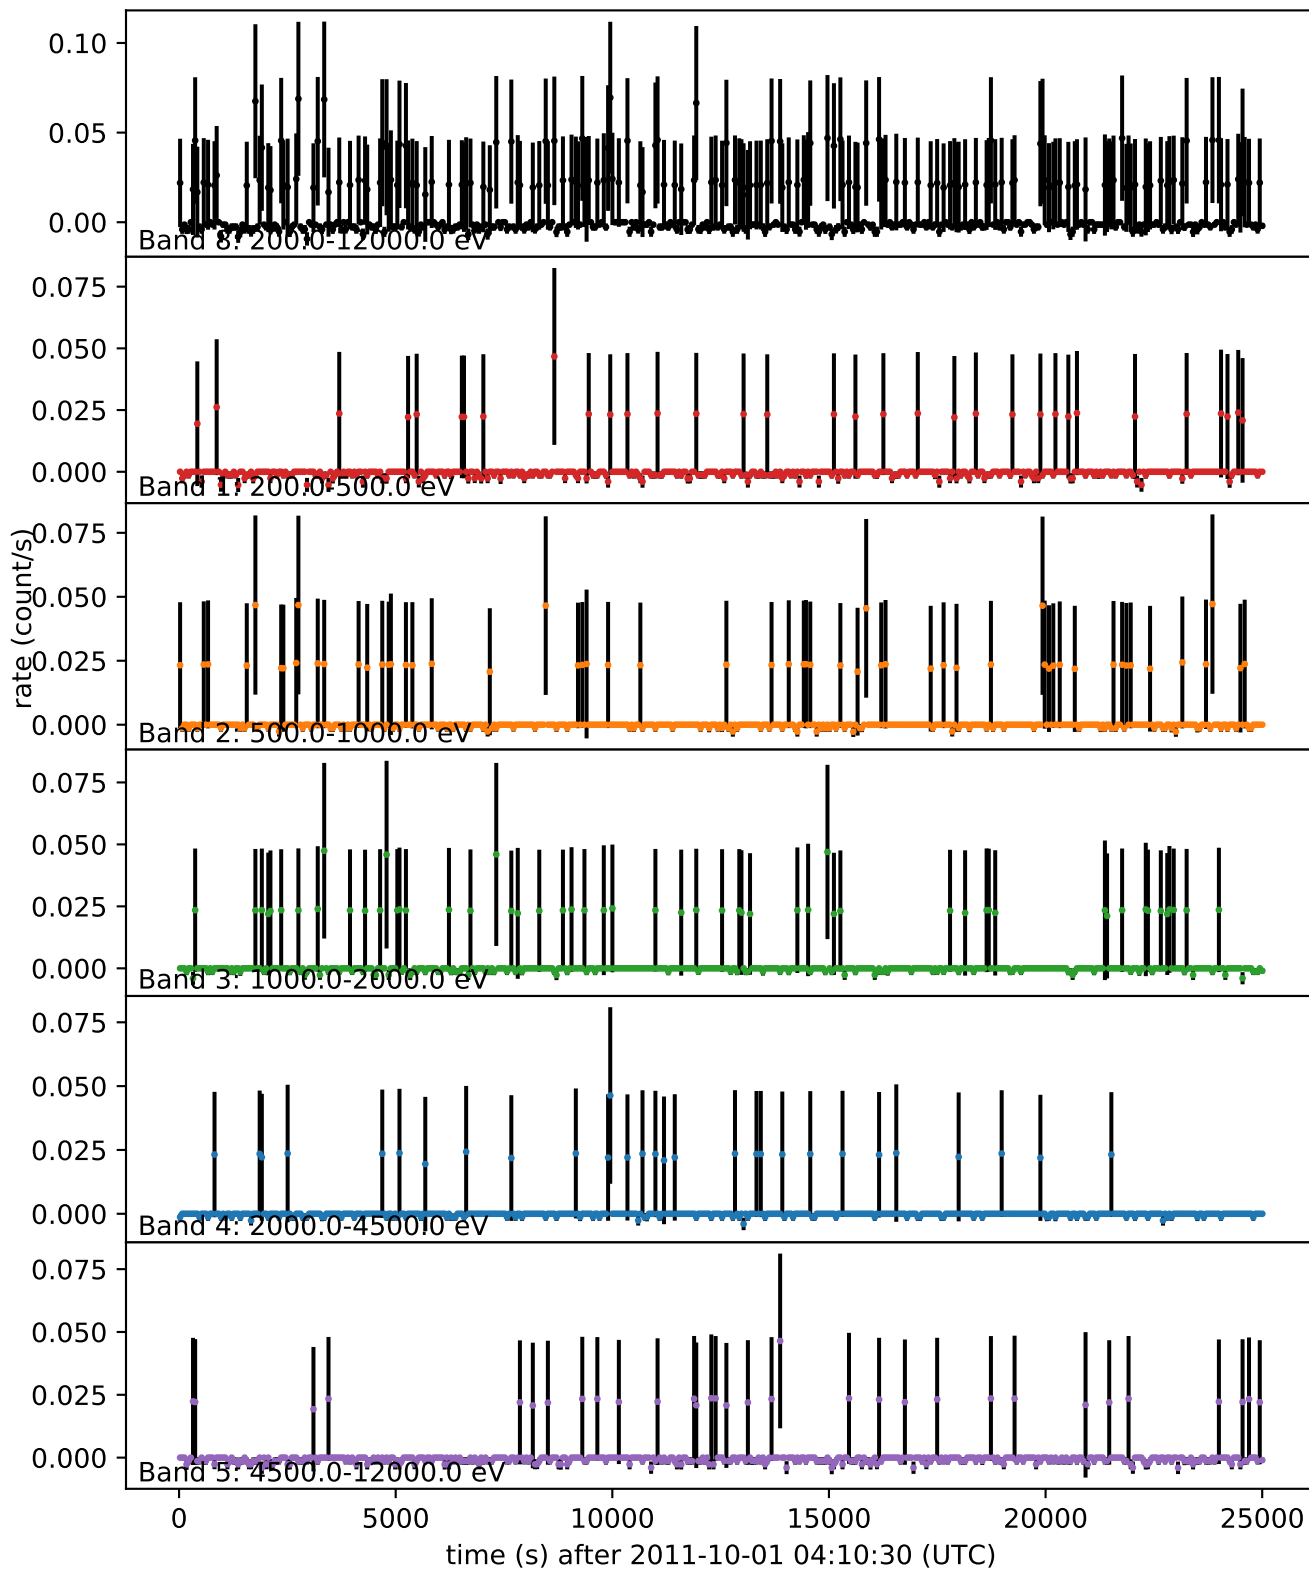 0.10
0.05
0.00
Band 8: 200.0-12000.0 eV
0.075
0.050
0.025
0.000
Band 1: 200.0-500.0 eV
rate (count/s)
0.075
0.050
0.025
0.000
Band 2: 500.0-1000.0 eV
0.075
0.050
0.025
0.000
Band 3: 1000.0-2000.0 eV
0.075
0.050
0.025
0.000
Band 4: 2000.0-4500.0 eV
0.075
0.050
0.025
0.000
Band 5: 4500.0-12000.0 eV
0 5000 10000 15000 20000 25000
time (s) after 2011-10-01 04:10:30 (UTC)